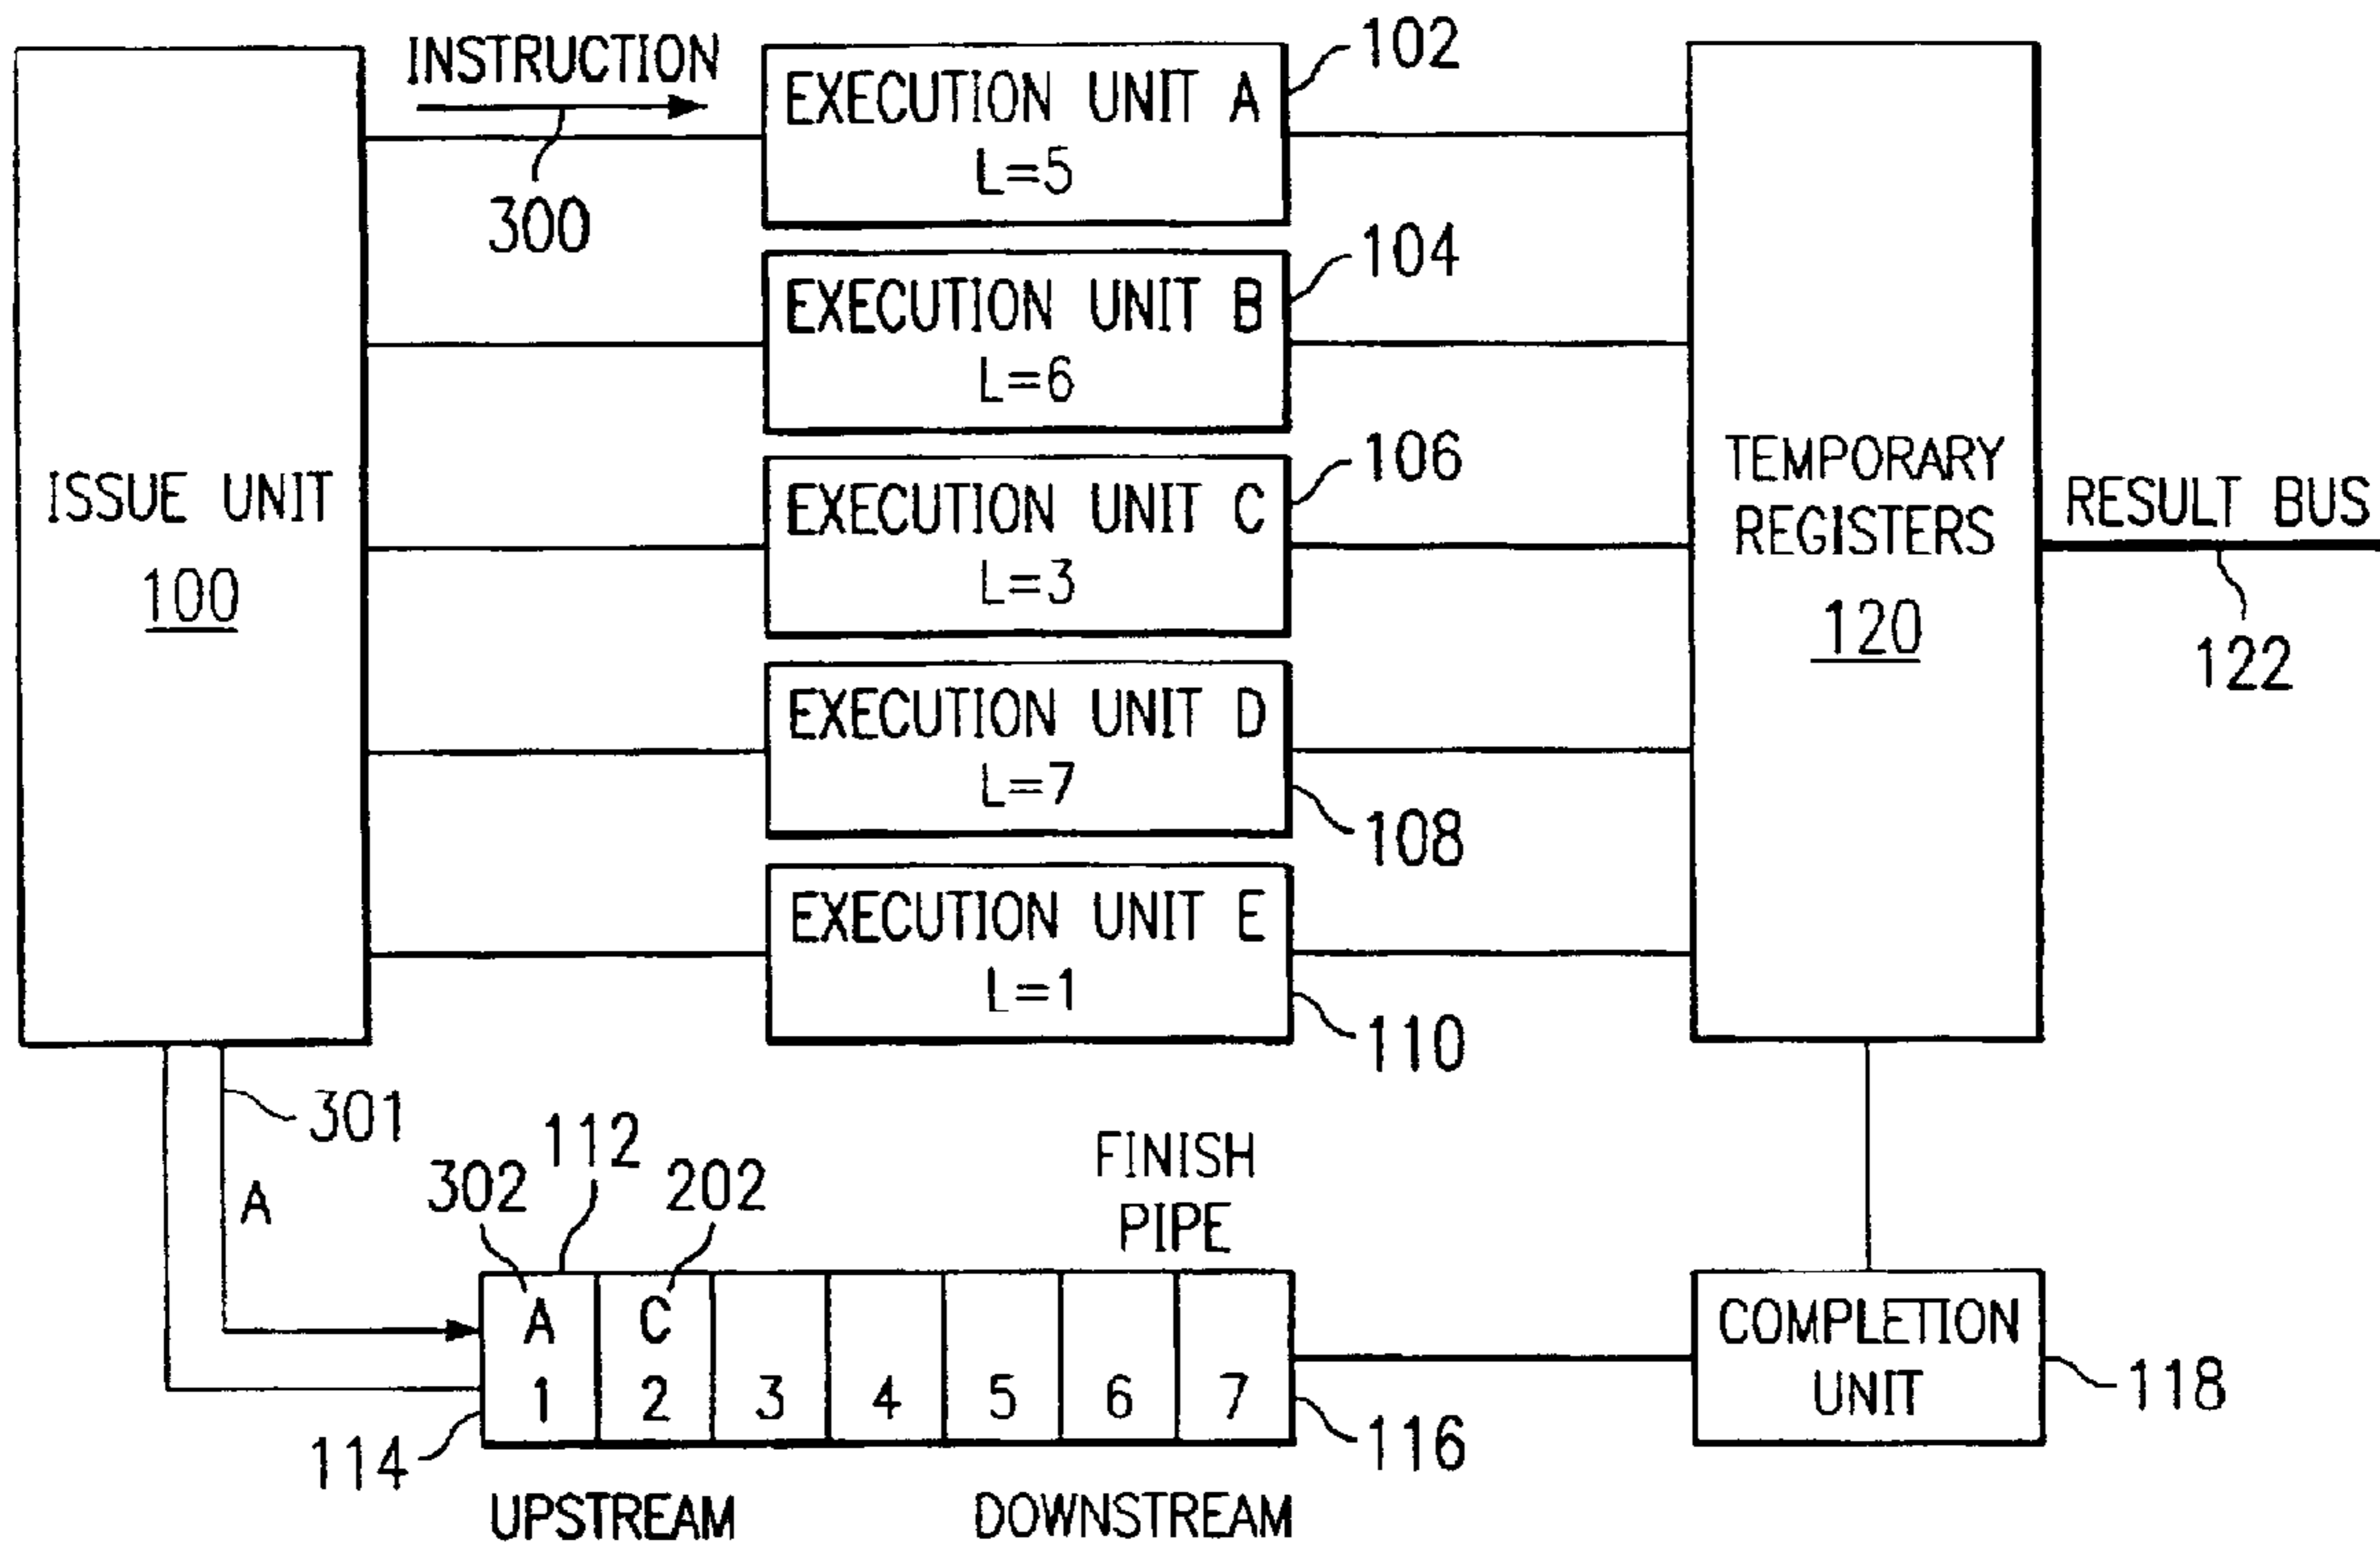 INSTRUCTION
300
ISSUE UNIT
100
EXECUTION UNIT A
L=5
102
EXECUTION UNIT B
L=6
104
EXECUTION UNIT C
L=3
106
EXECUTION UNIT D
L=7
108
EXECUTION UNIT E
L=1
110
TEMPORARY
REGISTERS
120
RESULT BUS
122
301
A
302
112
202
FINISH
PIPE
A
C
1
2
3
4
5
6
7
114
116
UPSTREAM
DOWNSTREAM
COMPLETION
UNIT
118